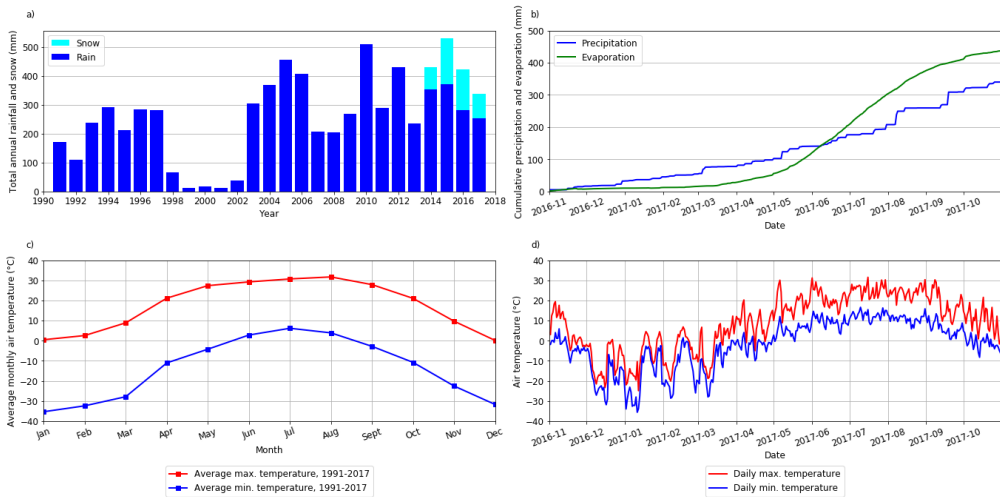 a)
Total annual rainfall and snow (mm)
500
400
300
200
100
0
Snow
Rain
1990 1992 1994 1996 1998 2000 2002 2004 2006 2008 2010 2012 2014 2016 2018
Year
b)
Cumulative precipitation and evaporation (mm)
500
400
300
200
100
0
Precipitation
Evaporation
2016-11 2016-12 2017-01 2017-02 2017-03 2017-04 2017-05 2017-06 2017-07 2017-08 2017-09 2017-10
Date
c)
Average monthly air temperature (°C)
40
30
20
10
0
−10
−20
−30
−40
Jan Feb Mar Apr May Jun Jul Aug Sept Oct Nov Dec
Month
Average max. temperature, 1991-2017
Average min. temperature, 1991-2017
d)
Air temperature (°C)
40
30
20
10
0
−10
−20
−30
−40
2016-11 2016-12 2017-01 2017-02 2017-03 2017-04 2017-05 2017-06 2017-07 2017-08 2017-09 2017-10
Date
Daily max. temperature
Daily min. temperature